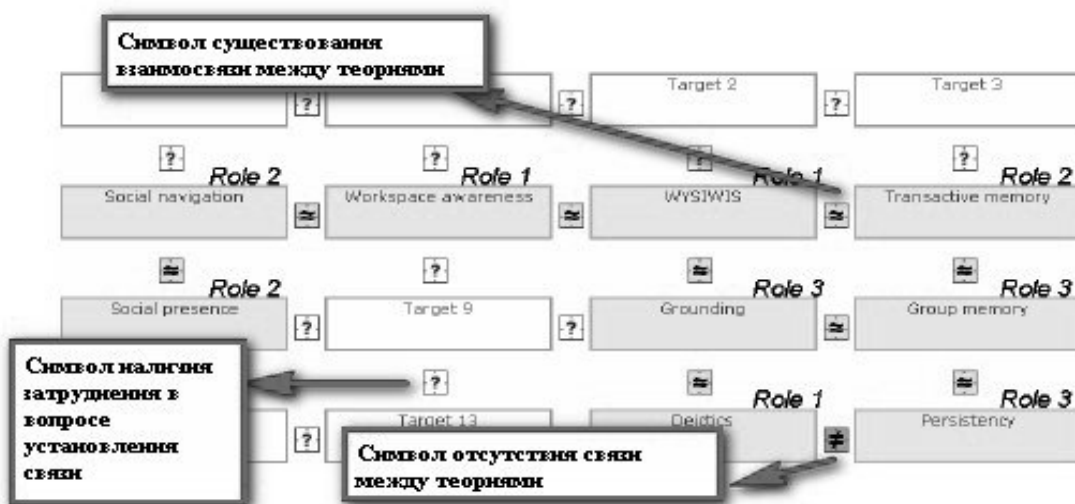 Символ существования
взаимосвязи между теориями
? ? Target 2 ? Target 3
? ? ? ?
Role 2 Role 1 Role 1 Role 2
Social navigation ≅ Workspace awareness ≅ WYSIWIS ≅ Transactive memory
≅ ? ≅ ≅
Role 2 Role 3 Role 3
Social presence ? Target 9 ? Grounding ≅ Group memory
Символ наличия
затруднения в
вопросе
установления
связи
? ≅ ≅
Role 1 Role 3
? Target 13 Deictics ≠ Persistency
Символ отсутствия связи
между теориями